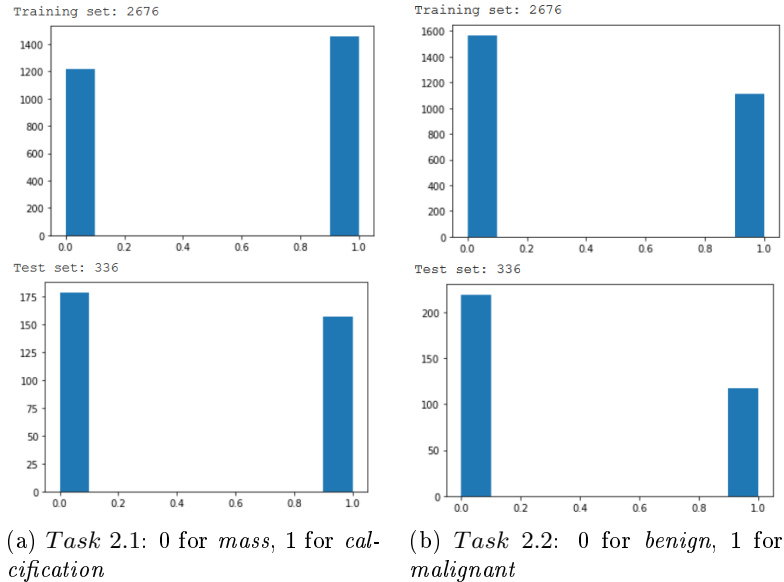 Training set: 2676
1400
1200
1000
800
600
400
200
0
0.0 0.2 0.4 0.6 0.8 1.0
Test set: 336
175
150
125
100
75
50
25
0
0.0 0.2 0.4 0.6 0.8 1.0
(a) Task 2.1: 0 for mass, 1 for cal-
cification
Training set: 2676
1600
1400
1200
1000
800
600
400
200
0
0.0 0.2 0.4 0.6 0.8 1.0
Test set: 336
200
150
100
50
0
0.0 0.2 0.4 0.6 0.8 1.0
(b) Task 2.2: 0 for benign, 1 for
malignant